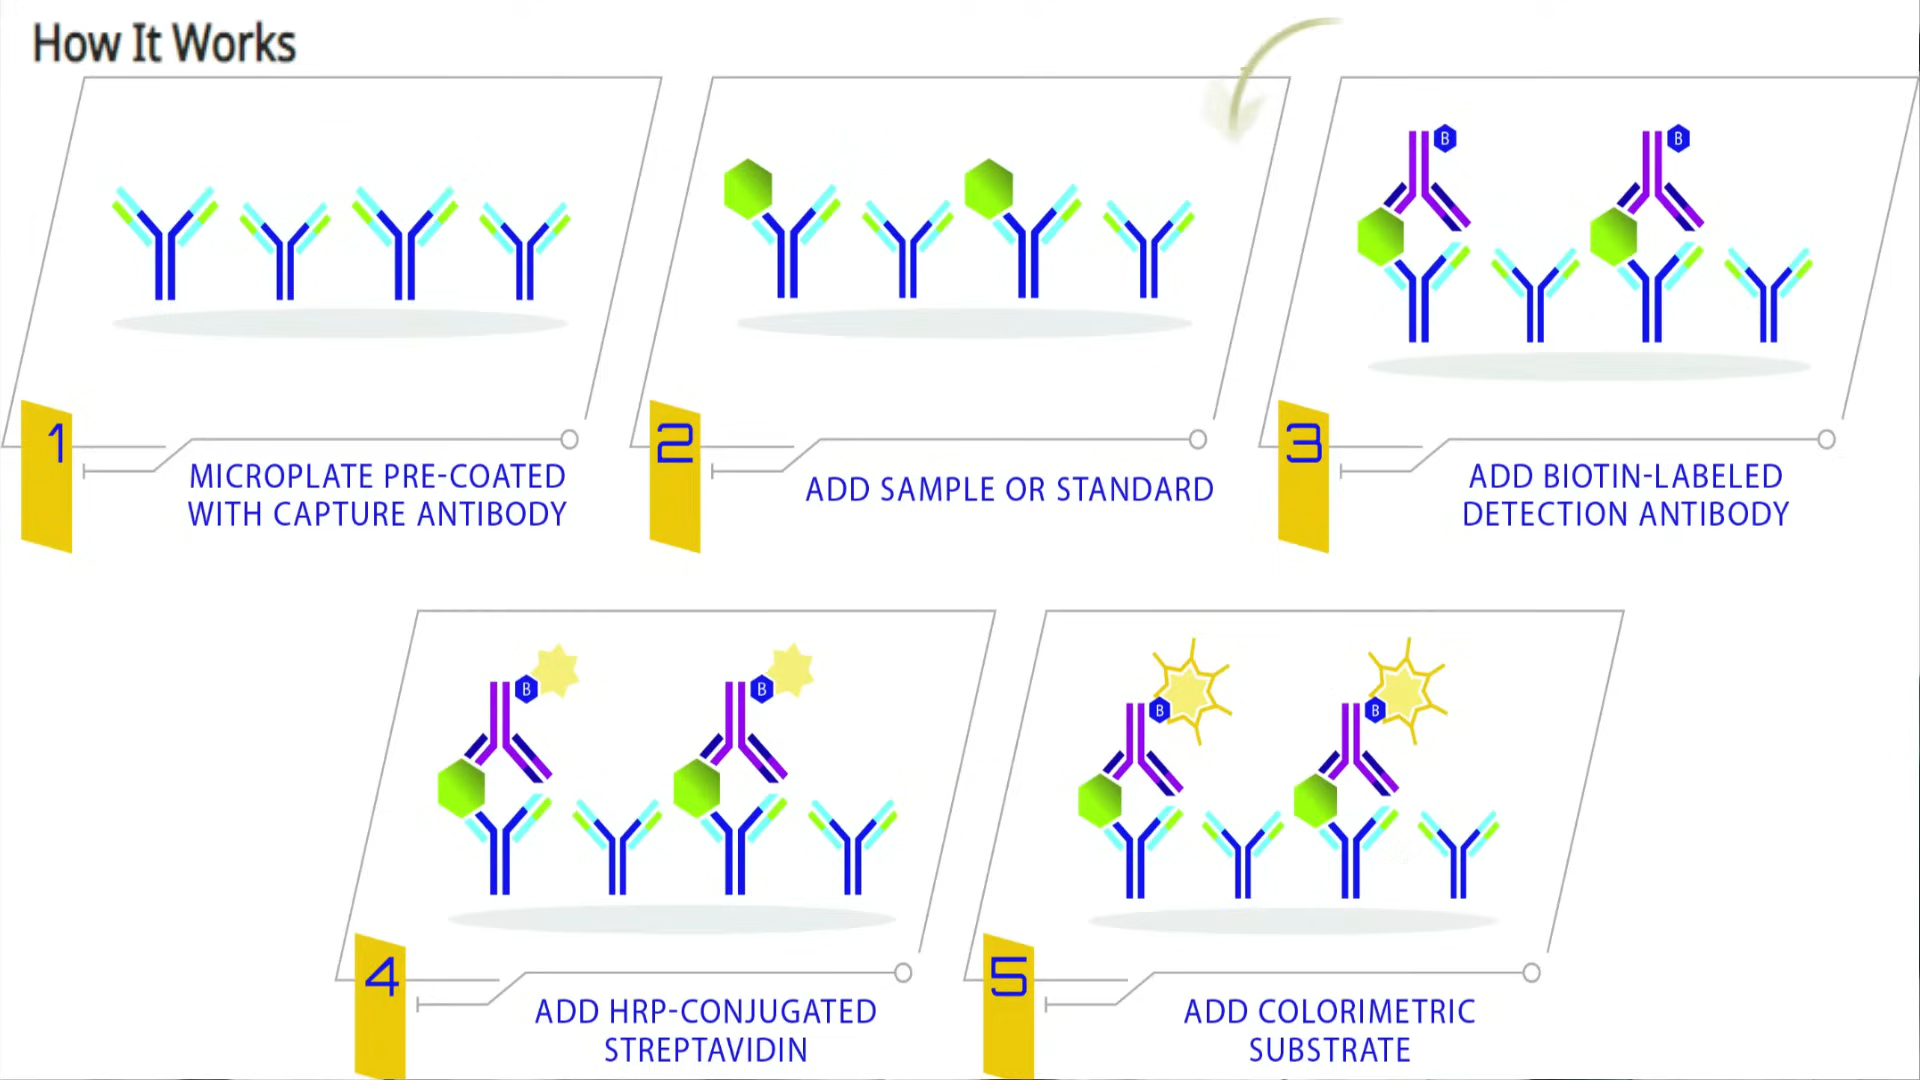 How It Works
B
B
1
MICROPLATE PRE-COATED
WITH CAPTURE ANTIBODY
2
ADD SAMPLE OR STANDARD
3
ADD BIOTIN-LABELED
DETECTION ANTIBODY
B
B
B
B
4
ADD HRP-CONJUGATED
STREPTAVIDIN
5
ADD COLORIMETRIC
SUBSTRATE